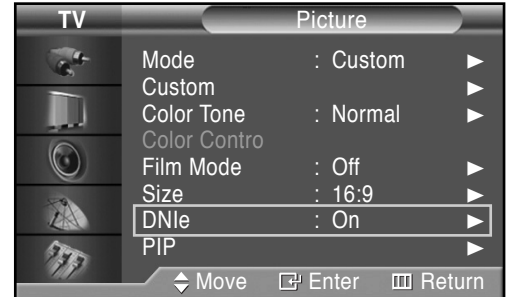 TV Picture
Mode : Custom
Custom
Color Tone : Normal
Color Contro
Film Mode : Off
Size : 16:9
DNIe : On
PIP
Move Enter Return